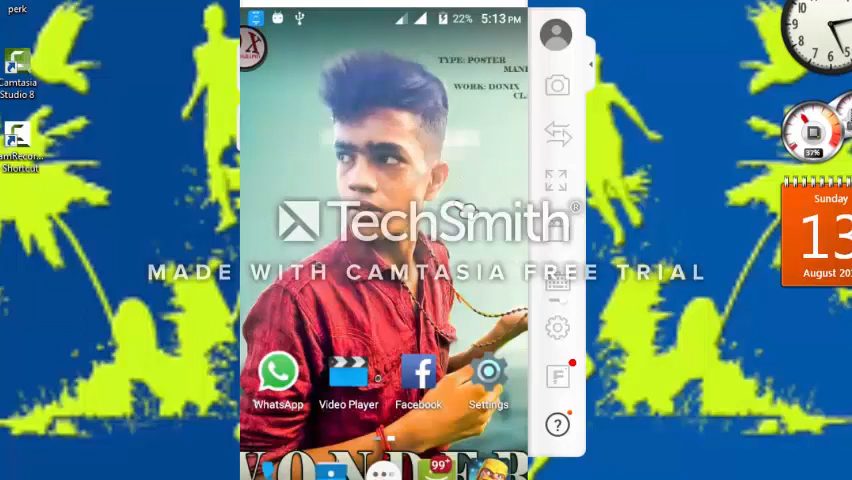 perk
Camtasia
Studio 8
Shortcut
22% 5:13 PM
X
TYPE: POSTER
WORK: DONIX
TechSmith®
MADE WITH CAMTASIA FREE TRIAL
WhatsApp
Video Player
Facebook
Settings
99+
F
?
37%
Sunday
13
August